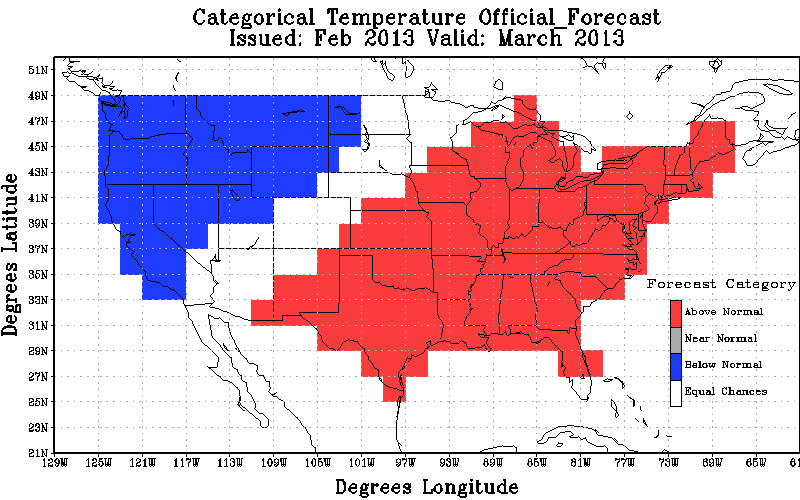 Categorical Temperature Official_Forecast
Issued: Feb 2013 Valid: March 2013
51N
49N
47N
45N
43N
41N
39N
37N
35N
33N
31N
29N
27N
25N
23N
21N
Degrees Latitude
Forecast Category
Above Normal
Near Normal
Below Normal
Equal Chances
129W 125W 121W 117W 113W 109W 105W 101W 97W 93W 89W 85W 81W 77W 73W 69W 65W 61
Degrees Longitude